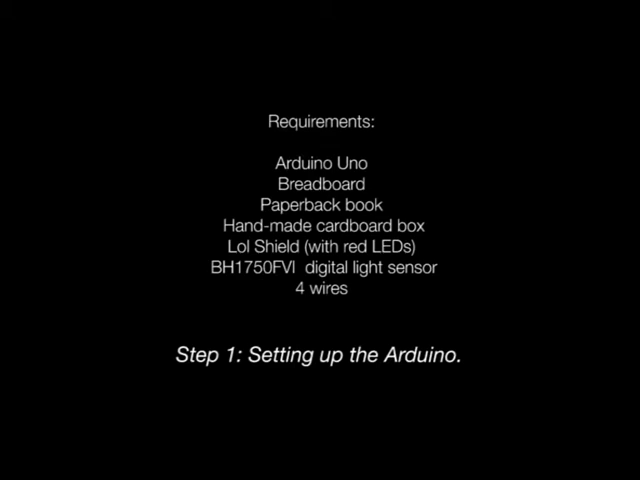 Requirements:
Arduino Uno
Breadboard
Paperback book
Hand-made cardboard box
Lol Shield (with red LEDs)
BH1750FVI digital light sensor
4 wires
Step 1: Setting up the Arduino.